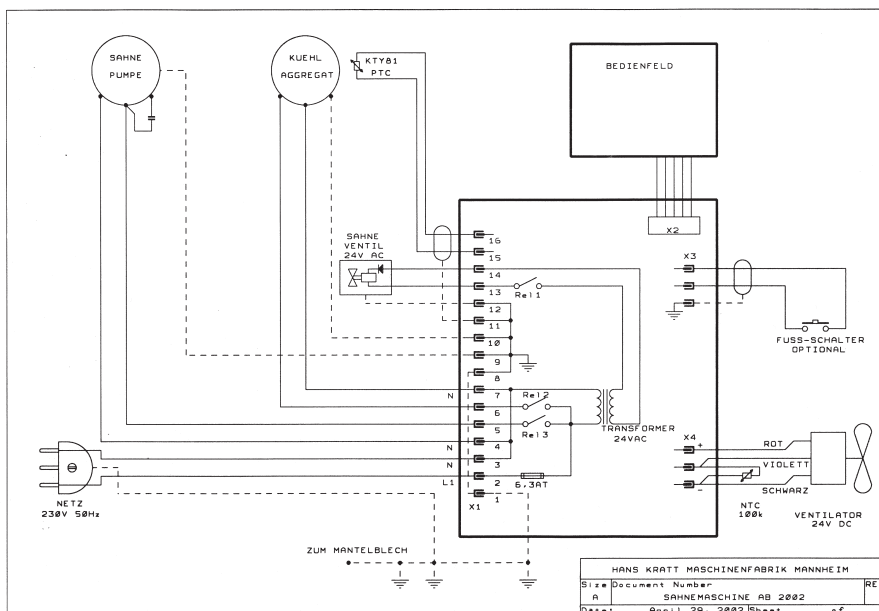 SAHNE
PUMPE
KUEHL
AGGREGAT
KTY81
PTC
BEDIENFELD
X2
SAHNE
VENTIL
24V AC
16
15
14
13
12
11
10
9
8
7
6
5
4
3
2
1
X1
Rel1
Rel2
Rel3
N
N
N
L1
6,3AT
TRANSFORMER
24VAC
X3
FUSS-SCHALTER
OPTIONAL
X4
+
-
ROT
VIOLETT
SCHWARZ
NTC
100k
VENTILATOR
24V DC
NETZ
230V 50Hz
ZUM MANTELBLECH
HANS KRATT MASCHINENFABRIK MANNHEIM
Size Document Number RE
A SAHNEMASCHINE AB 2002
Date: April 29, 2002 Sheet of